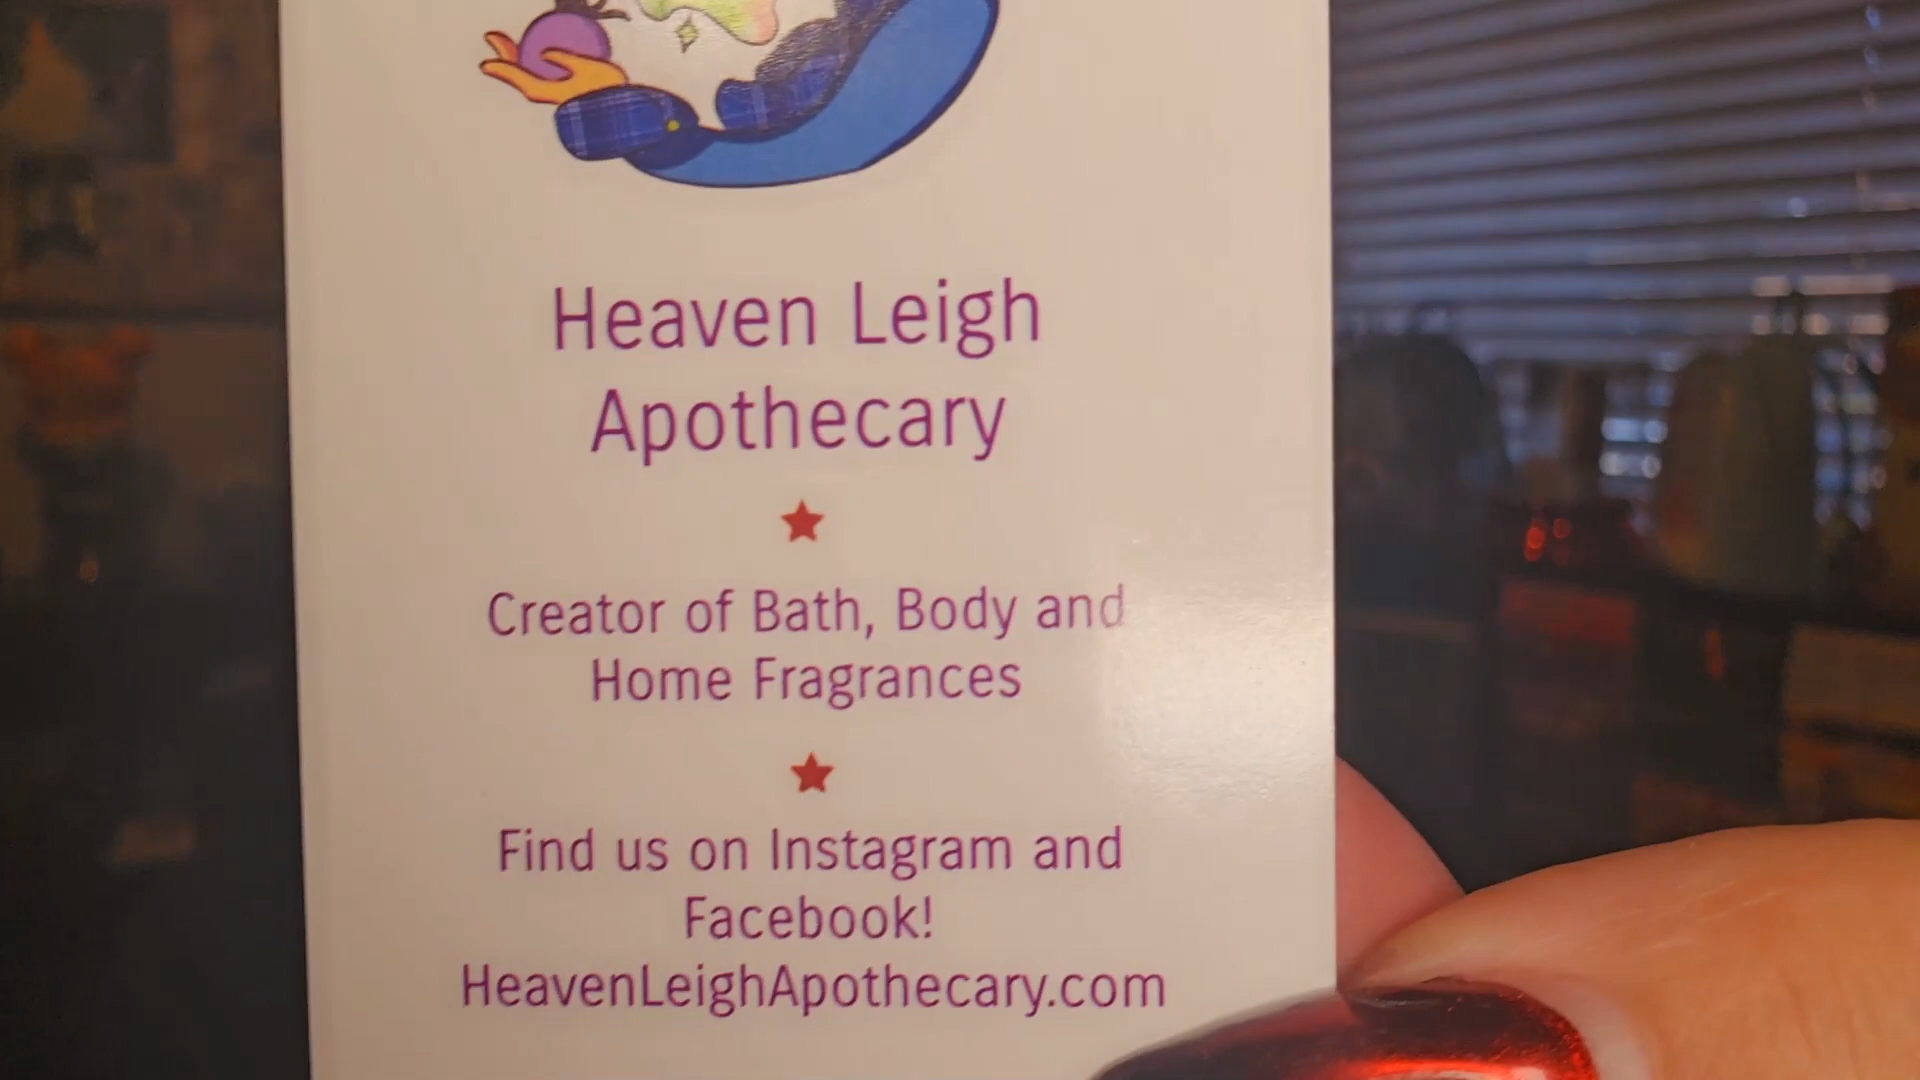 Heaven Leigh
Apothecary
Creator of Bath, Body and
Home Fragrances
Find us on Instagram and
Facebook!
HeavenLeighApothecary.com